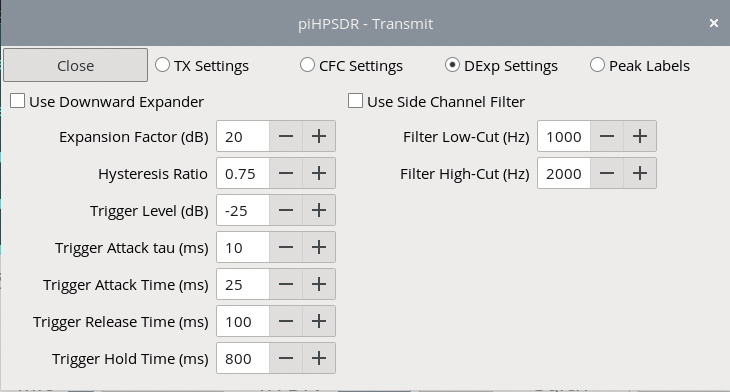 piHPSDR - Transmit ×
Close TX Settings CFC Settings DExp Settings Peak Labels
Use Downward Expander Use Side Channel Filter
Expansion Factor (dB) 20 − + Filter Low-Cut (Hz) 1000 − +
Hysteresis Ratio 0.75 − + Filter High-Cut (Hz) 2000 − +
Trigger Level (dB) -25 − +
Trigger Attack tau (ms) 10 − +
Trigger Attack Time (ms) 25 − +
Trigger Release Time (ms) 100 − +
Trigger Hold Time (ms) 800 − +